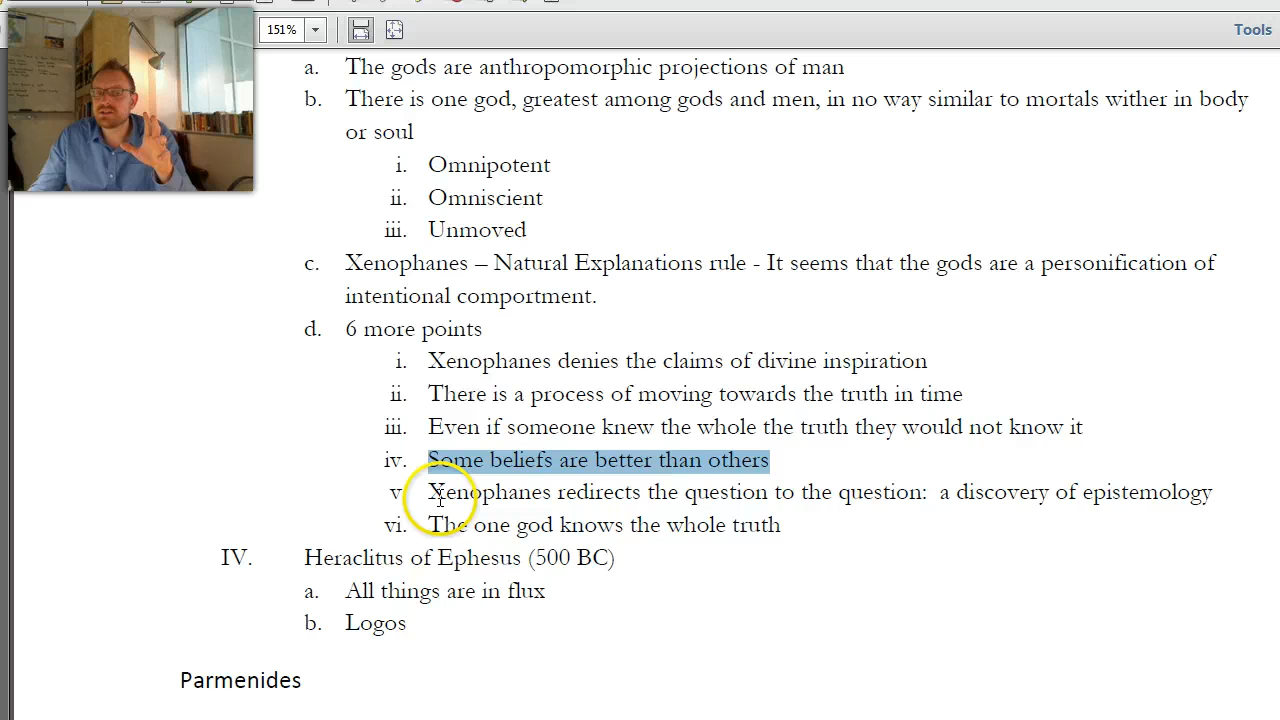 151%
Tools
a. The gods are anthropomorphic projections of man
b. There is one god, greatest among gods and men, in no way similar to mortals wither in body
or soul
i. Omnipotent
ii. Omniscient
iii. Unmoved
c. Xenophanes – Natural Explanations rule - It seems that the gods are a personification of
intentional comportment.
d. 6 more points
i. Xenophanes denies the claims of divine inspiration
ii. There is a process of moving towards the truth in time
iii. Even if someone knew the whole the truth they would not know it
iv. Some beliefs are better than others
v. Xenophanes redirects the question to the question: a discovery of epistemology
vi. The one god knows the whole truth
IV. Heraclitus of Ephesus (500 BC)
a. All things are in flux
b. Logos
Parmenides